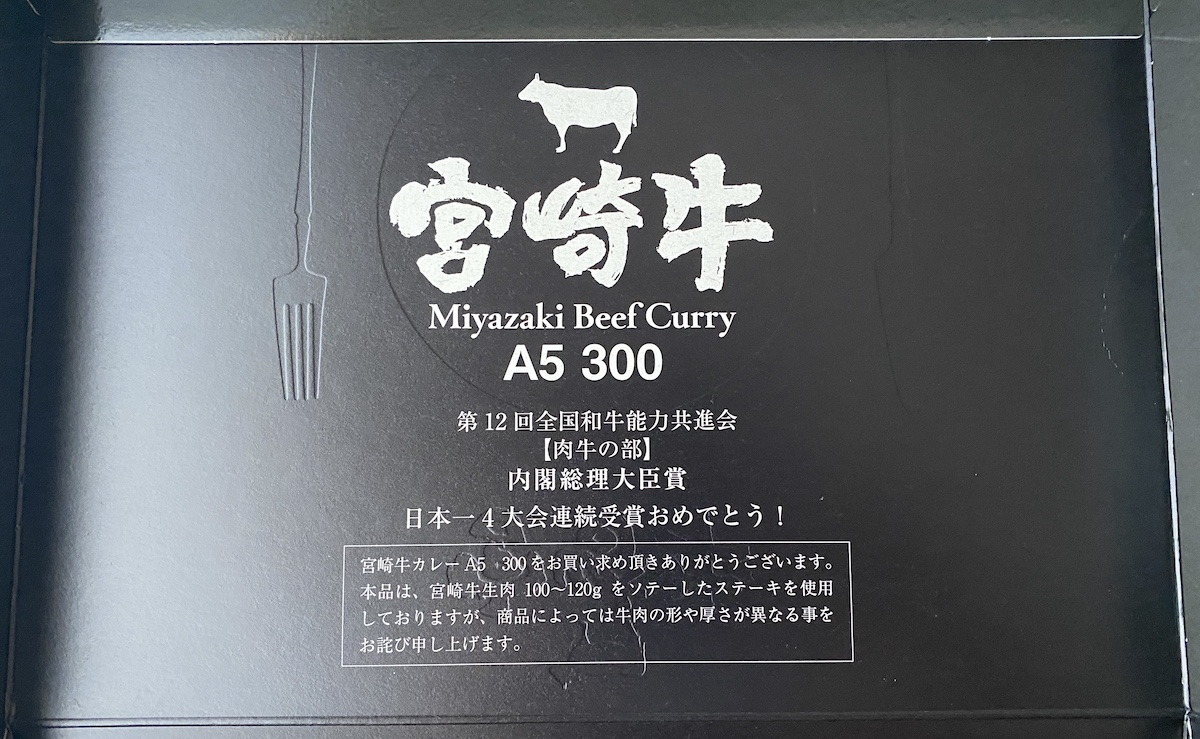 宮崎牛
Miyazaki Beef Curry
A5 300
第12回全国和牛能力共進会
【肉牛の部】
内閣総理大臣賞
日本一4大会連続受賞おめでとう！
宮崎牛カレーA5　300をお買い求め頂きありがとうございます。
本品は、宮崎牛生肉 100〜120g をソテーしたステーキを使用
しておりますが、商品によっては牛肉の形や厚さが異なる事を
お詫び申し上げます。